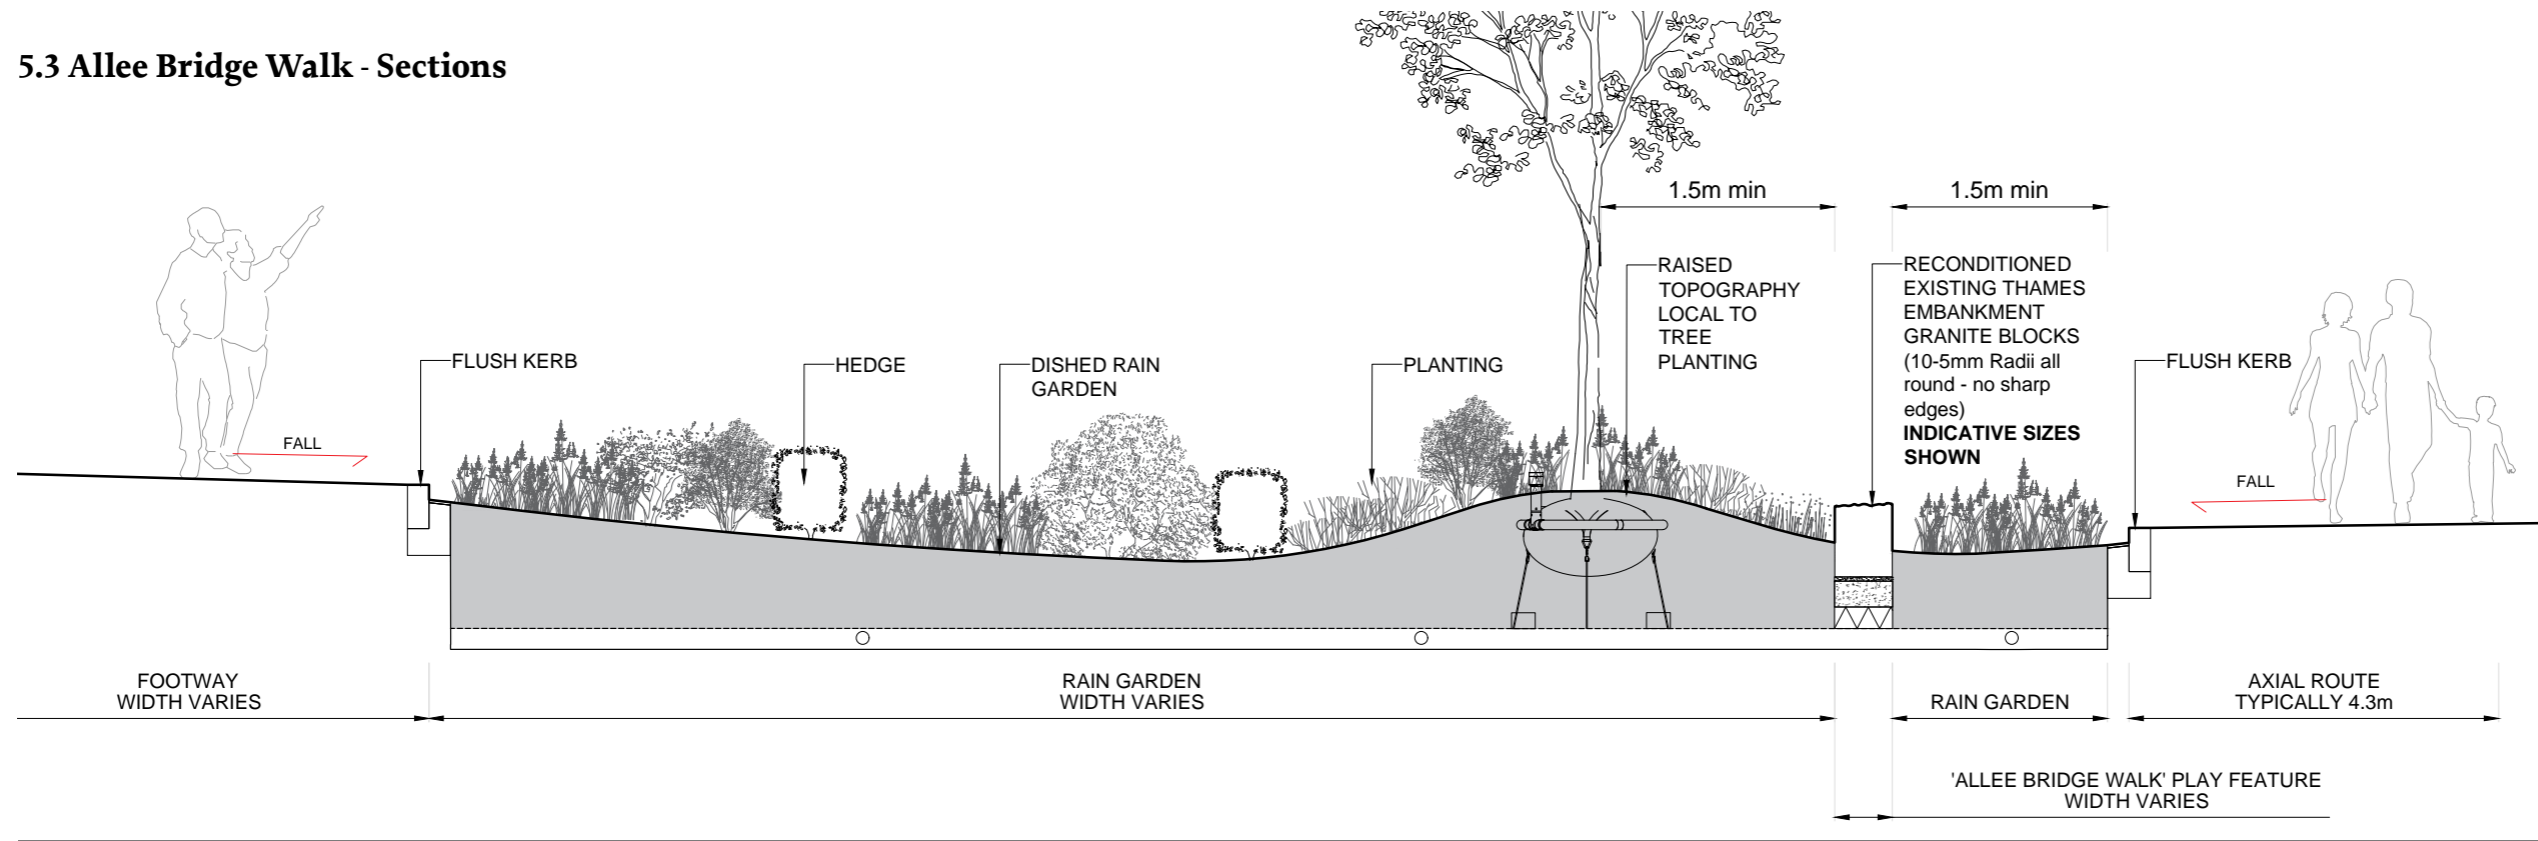 5.3 Allee Bridge Walk - Sections
1.5m min
1.5m min
FALL
FLUSH KERB
HEDGE
DISHED RAIN
GARDEN
PLANTING
RAISED
TOPOGRAPHY
LOCAL TO
TREE
PLANTING
RECONDITIONED
EXISTING THAMES
EMBANKMENT
GRANITE BLOCKS
(10-5mm Radii all
round - no sharp
edges)
INDICATIVE SIZES
SHOWN
FLUSH KERB
FALL
FOOTWAY
WIDTH VARIES
RAIN GARDEN
WIDTH VARIES
RAIN GARDEN
AXIAL ROUTE
TYPICALLY 4.3m
'ALLEE BRIDGE WALK' PLAY FEATURE
WIDTH VARIES